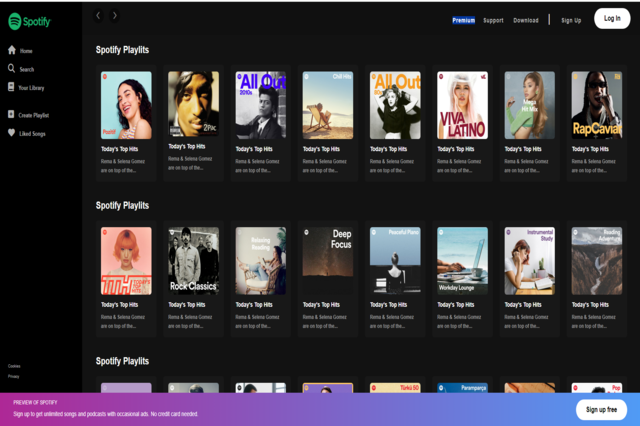 Spotify
Premium
Support
Download
Sign Up
Log In
Home
Search
Your Library
Create Playlist
Liked Songs
Spotify Playlits
2Pac
All Out
2010s
Chill Hits
All Out
VIVA
LATINO
Mega
Hit Mix
RapCaviar
Today's Top Hits
Rema & Selena Gomez
are on top of the...
Today's Top Hits
Rema & Selena Gomez
are on top of the...
Today's Top Hits
Rema & Selena Gomez
are on top of the...
Today's Top Hits
Rema & Selena Gomez
are on top of the...
Today's Top Hits
Rema & Selena Gomez
are on top of the...
Today's Top Hits
Rema & Selena Gomez
are on top of the...
Today's Top Hits
Rema & Selena Gomez
are on top of the...
Today's Top Hits
Rema & Selena Gomez
are on top of the...
Spotify Playlits
Rock Classics
Relaxing
Reading
Deep
Focus
Peaceful Piano
Workday Lounge
Instrumental
Study
Reading
Adventure
Today's Top Hits
Rema & Selena Gomez
are on top of the...
Today's Top Hits
Rema & Selena Gomez
are on top of the...
Today's Top Hits
Rema & Selena Gomez
are on top of the...
Today's Top Hits
Rema & Selena Gomez
are on top of the...
Today's Top Hits
Rema & Selena Gomez
are on top of the...
Today's Top Hits
Rema & Selena Gomez
are on top of the...
Today's Top Hits
Rema & Selena Gomez
are on top of the...
Today's Top Hits
Rema & Selena Gomez
are on top of the...
Spotify Playlits
Türkü 50
Paramparça
Pop
Cookies
Privacy
PREVIEW OF SPOTIFY
Sign up to get unlimited songs and podcasts with occasional ads. No credit card needed
Sign up free